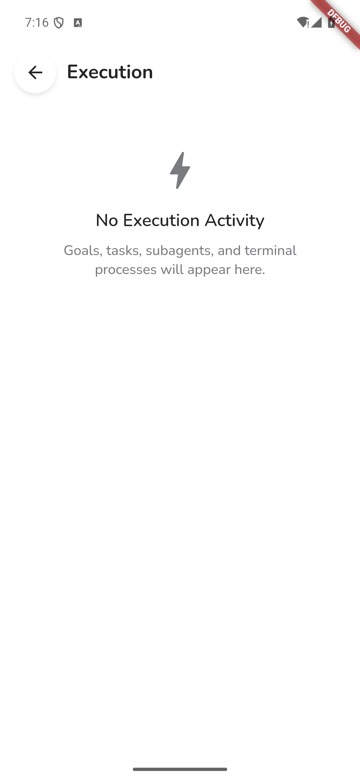 7:16
DEBUG
Execution
No Execution Activity
Goals, tasks, subagents, and terminal
processes will appear here.